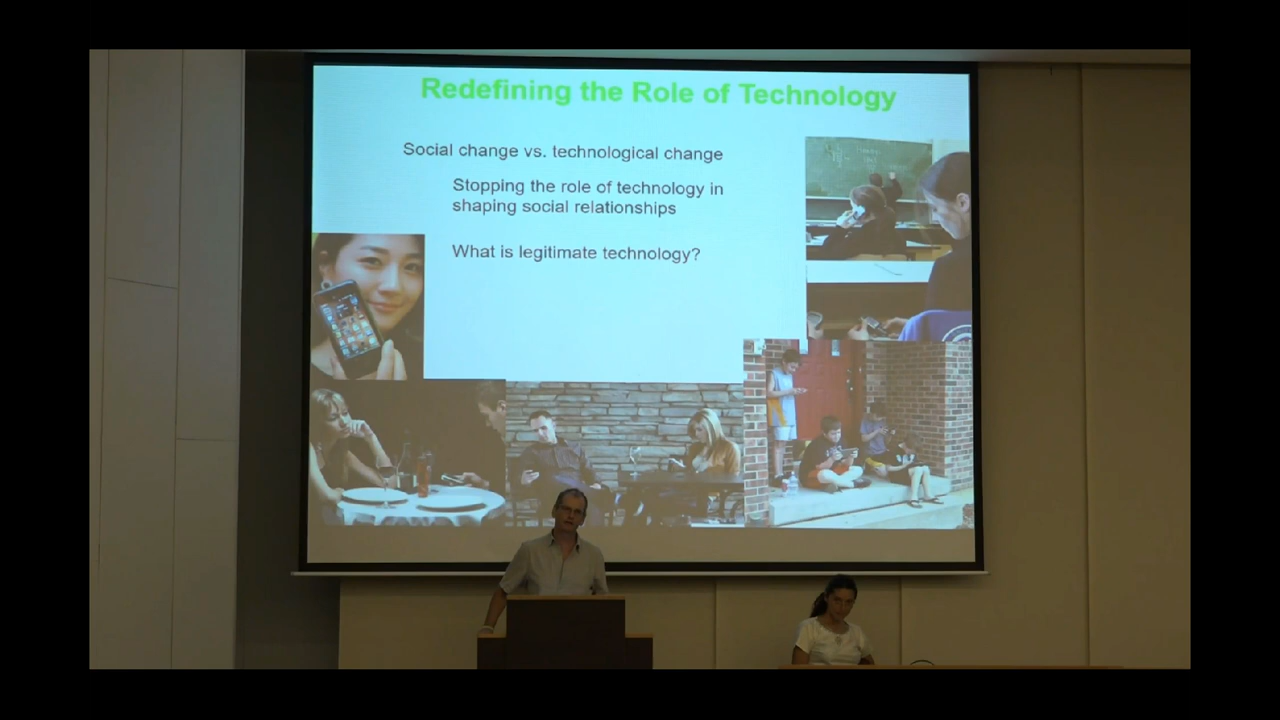 Redefining the Role of Technology
Social change vs. technological change
Stopping the role of technology in
shaping social relationships
What is legitimate technology?